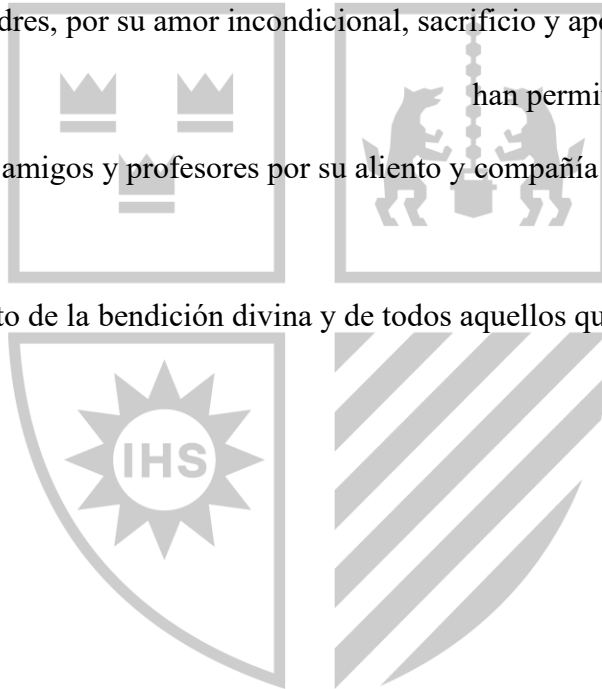 dres, por su amor incondicional, sacrificio y ap
han permi
amigos y profesores por su aliento y compañía
to de la bendición divina y de todos aquellos qu
IHS